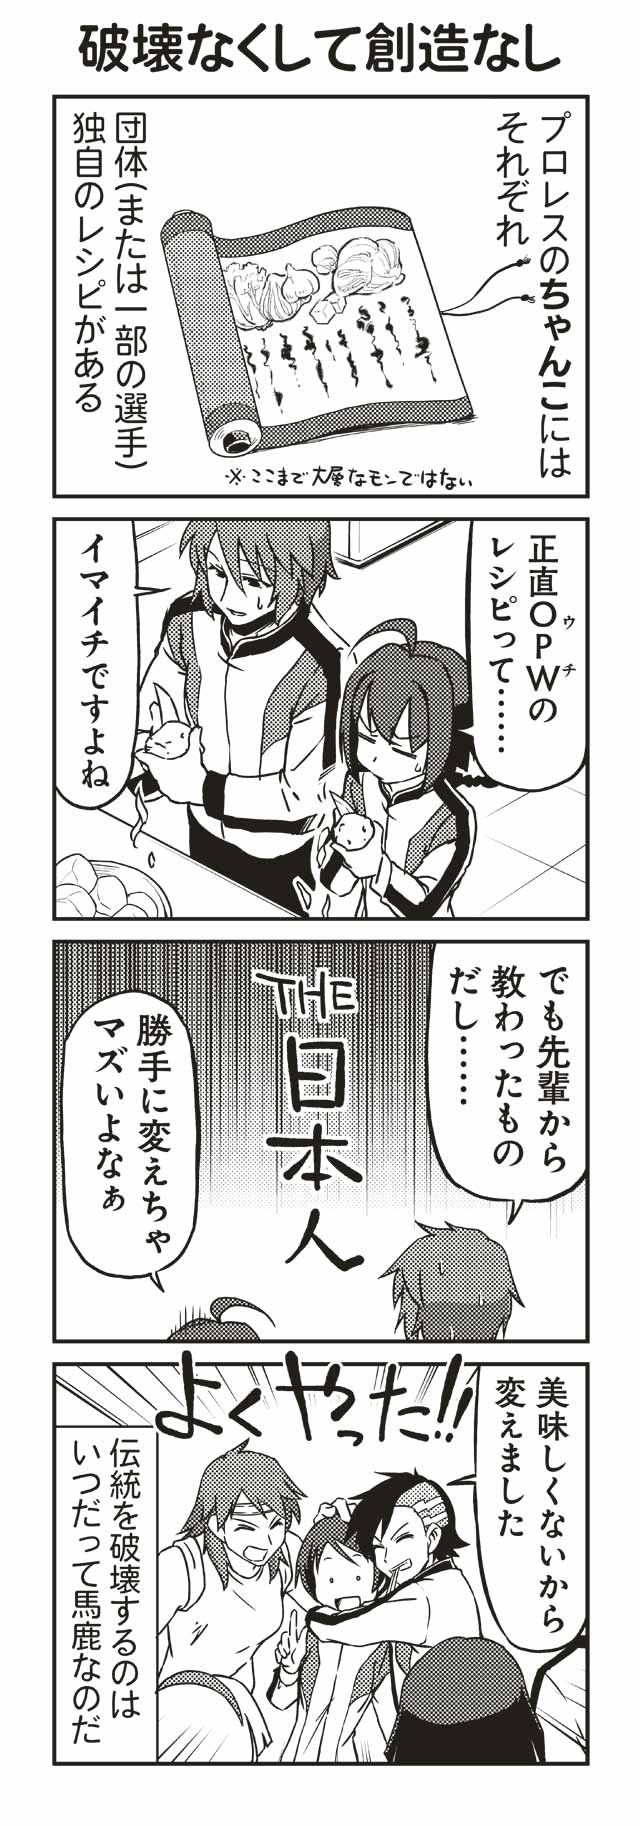 破壊なくして創造なし
プロレスのちゃんこには
それぞれ
団体(または一部の選手)
独自のレシピがある
※ここまで大層なモンではない
正直OPWの
ウチ
レシピって……
イマイチですよね
でも先輩から
教わったもの
だし……
THE
日本人
勝手に変えちゃ
マズいよなぁ
美味しくないから
変えました
よくやった!!
伝統を破壊するのは
いつだって馬鹿なのだ